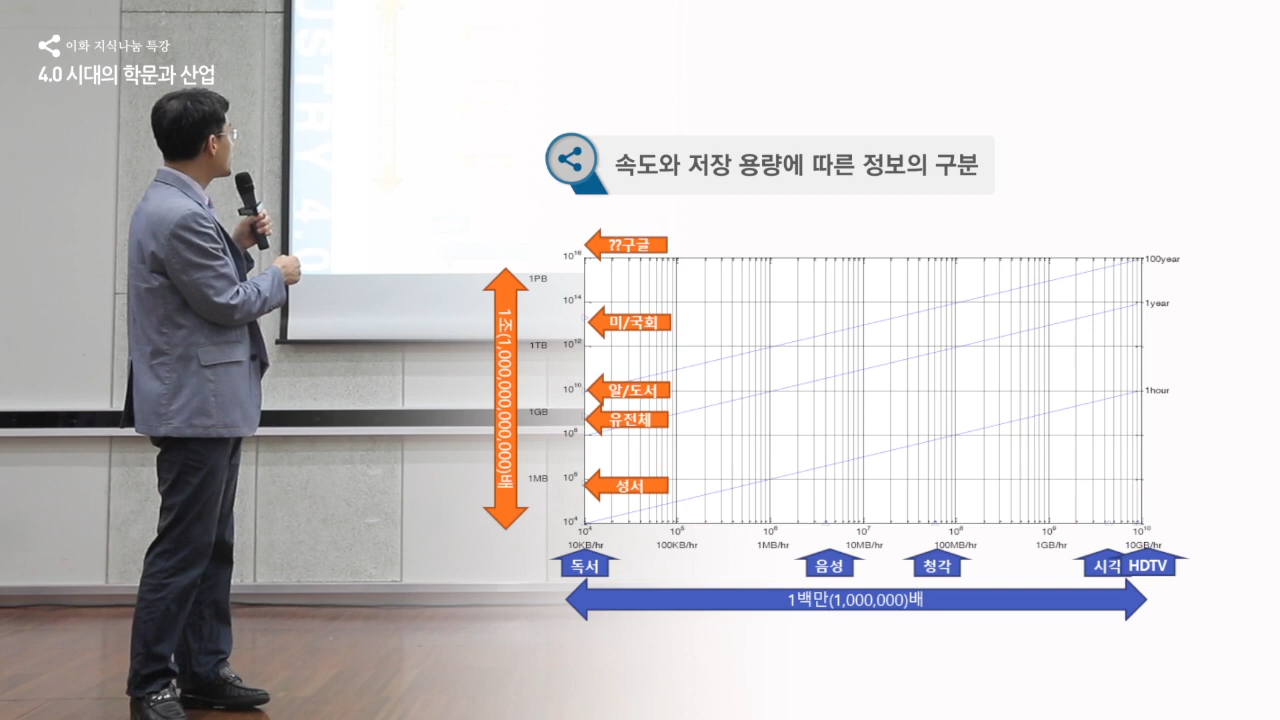 이화 지식나눔 특강
4.0 시대의 학문과 산업
USTRY 4.0
속도와 저장 용량에 따른 정보의 구분
??구글
10^16
100year
1PB
10^14
1year
미/국회
1조(1,000,000,000,000)배
1TB
10^12
10^10
알/도서
1hour
1GB
유전체
10^8
1MB
10^6
성서
10^4
10^4 10^5 10^6 10^7 10^8 10^9 10^10
10KB/hr 100KB/hr 1MB/hr 10MB/hr 100MB/hr 1GB/hr 10GB/hr
독서 음성 청각 시각 HDTV
1백만(1,000,000)배